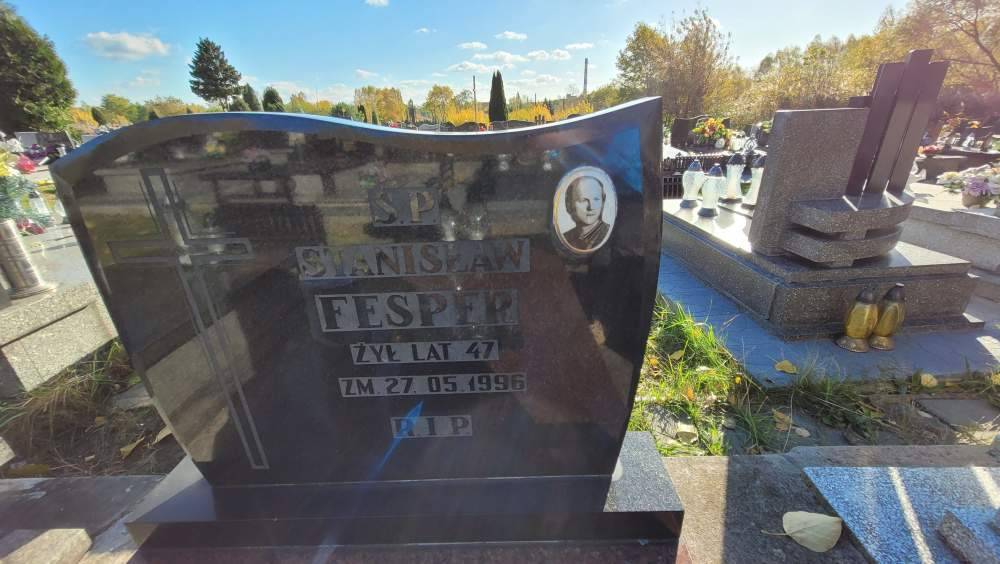 Ś.P.
STANISŁAW
FESPER
ŻYŁ LAT 47
ZM. 27. 05. 1996
R I P